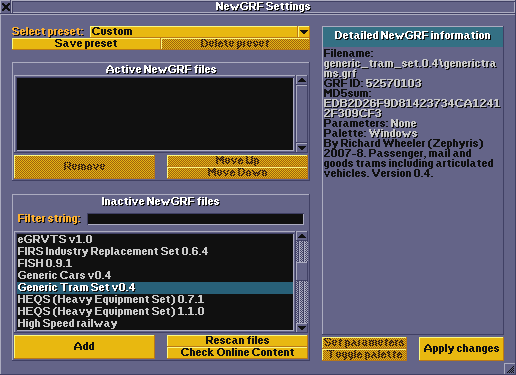 NewGRF Settings
Select preset: Custom
Save preset
Delete preset
Active NewGRF files
Remove
Move Up
Move Down
Inactive NewGRF files
Filter string:
eGRVTS v1.0
FIRS Industry Replacement Set 0.6.4
FISH 0.9.1
Generic Cars v0.4
Generic Tram Set v0.4
HEQS (Heavy Equipment Set) 0.7.1
HEQS (Heavy Equipment Set) 1.1.0
High Speed railway
Add
Rescan files
Check Online Content
Detailed NewGRF information
Filename:
generic_tram_set.0.4\generictra
ms.grf
GRF ID: 52570103
MD5sum:
EDB2D26F9D81423734CA1241
2F309CF3
Parameters: None
Palette: Windows
By Richard Wheeler (Zephyris)
2007-8. Passenger, mail and
goods trams including articulated
vehicles. Version 0.4.
Set parameters
Toggle palette
Apply changes